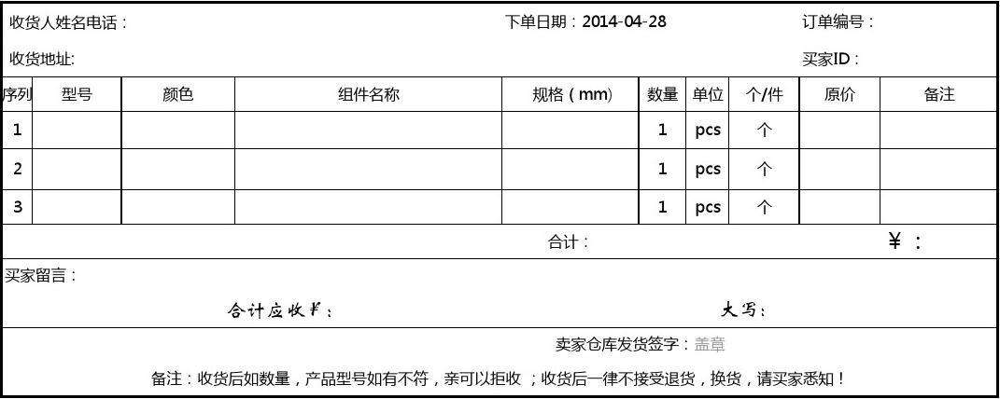 收货人姓名电话： 下单日期：2014-04-28 订单编号：
收货地址: 买家ID：
序列 型号 颜色 组件名称 规格（mm） 数量 单位 个/件 原价 备注
1 1 pcs 个
2 1 pcs 个
3 1 pcs 个
合计： ￥：
买家留言：
合计应收￥： 大写：
卖家仓库发货签字：盖章
备注：收货后如数量，产品型号如有不符，亲可以拒收 ；收货后一律不接受退货，换货，请买家悉知！